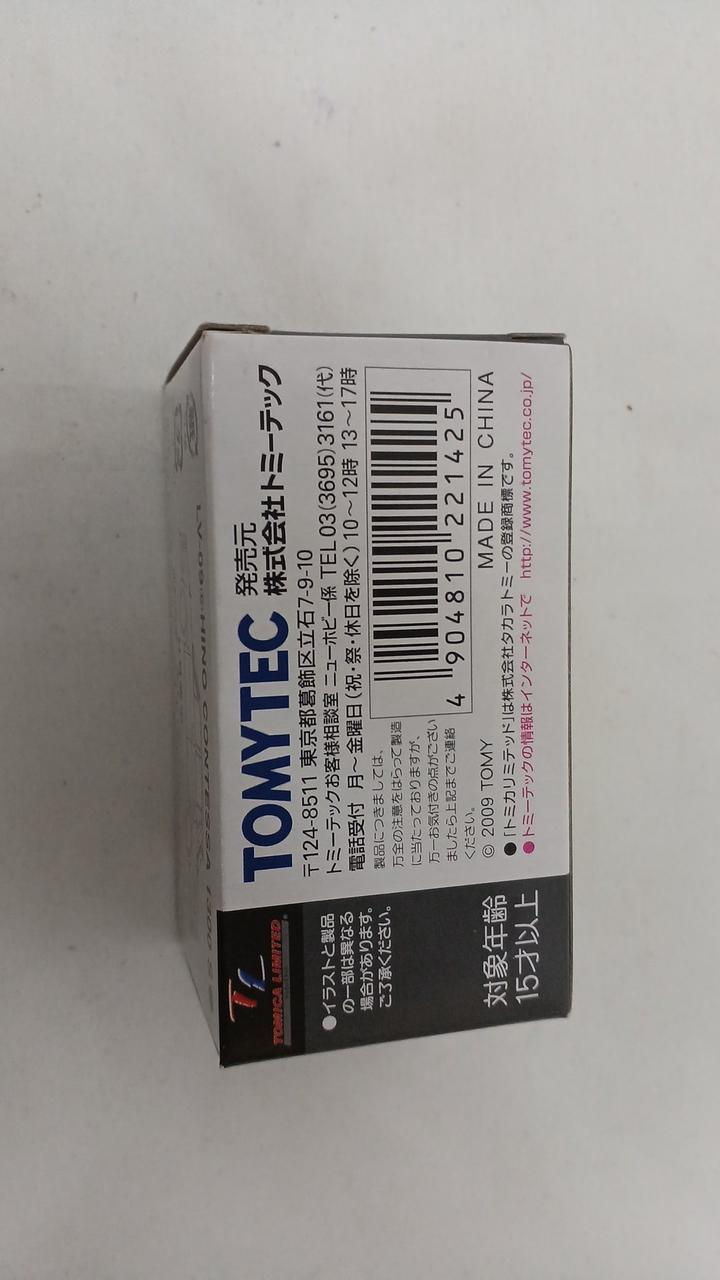 TOMYTEC
発売元
株式会社トミーテック
〒124-8511 東京都葛飾区立石7-9-10
トミーテックお客様相談室 ニューホビー係 TEL03(3695)3161(代)
電話受付 月～金曜日(祝・祭・休日を除く)10～12時 13～17時
製品につきましては、
万全の注意をはらって製造
に当たっておりますが、
万一お気付きの点がござい
ましたら上記までご連絡
ください。
4 904810 221425
© 2009 TOMY MADE IN CHINA
●「トミカリミテッド」は株式会社タカラトミーの登録商標です。
●トミーテックの情報はインターネットで http://www.tomytec.co.jp/
TL
TOMICA LIMITED
●イラストと製品
の一部は異なる
場合があります。
ご了承ください。
対象年齢
15才以上
HINO CONTESSA 1300